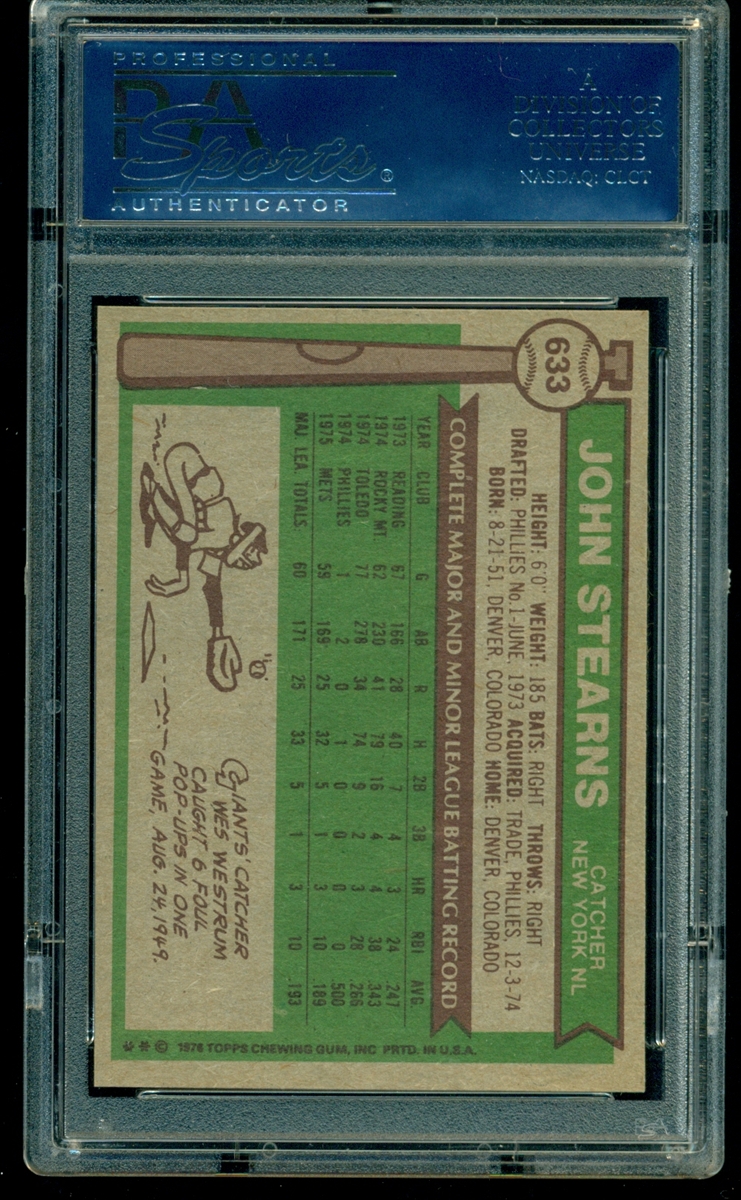 PROFESSIONAL
PSA
Sports®
AUTHENTICATOR
A
DIVISION OF
COLLECTORS
UNIVERSE
NASDAQ: CLCT
633
JOHN STEARNS
CATCHER
NEW YORK NL
HEIGHT: 6'0" WEIGHT: 185 BATS: RIGHT THROWS: RIGHT
DRAFTED: PHILLIES No.1-JUNE, 1973 ACQUIRED: TRADE, PHILLIES, 12-3-74
BORN: 8-21-51, DENVER, COLORADO HOME: DENVER, COLORADO
COMPLETE MAJOR AND MINOR LEAGUE BATTING RECORD
YEAR CLUB G AB R H 2B 3B HR RBI AVG.
1973 READING 67 166 28 40 7 4 3 24 .247
1974 ROCKY MT. 62 230 41 79 16 4 4 38 .343
1974 TOLEDO 77 278 34 74 9 2 3 28 .266
1974 PHILLIES 1 2 0 1 0 0 0 0 .500
1975 METS 59 169 25 32 5 1 3 10 .189
MAJ. LEA. TOTALS 60 171 25 33 5 1 3 10 .193
GIANTS' CATCHER
WES WESTRUM
CAUGHT 6 FOUL
POP-UPS IN ONE
GAME, AUG. 24, 1949.
** © 1976 TOPPS CHEWING GUM, INC. PRTD. IN U.S.A.